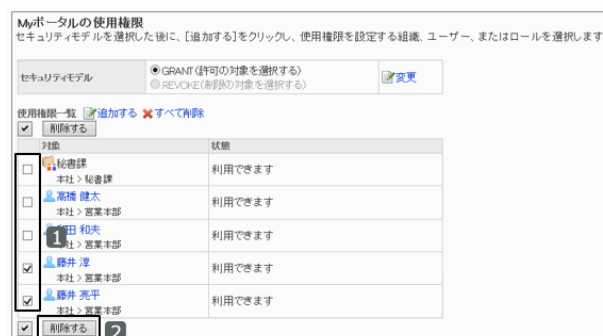 Myポータルの使用権限
セキュリティモデルを選択した後に、[追加する]をクリックし、使用権限を設定する組織、ユーザー、またはロールを選択します
セキュリティモデル
GRANT(許可の対象を選択する)
REVOKE(制限の対象を選択する)
変更
使用権限一覧 追加する すべて削除
削除する
対象 状態
秘書課
本社 > 秘書課
利用できます
高橋 健太
本社 > 営業本部
利用できます
田 和夫
社 > 営業本部
利用できます
1
藤井 淳
本社 > 営業本部
利用できます
藤井 亮平
本社 > 営業本部
利用できます
削除する 2